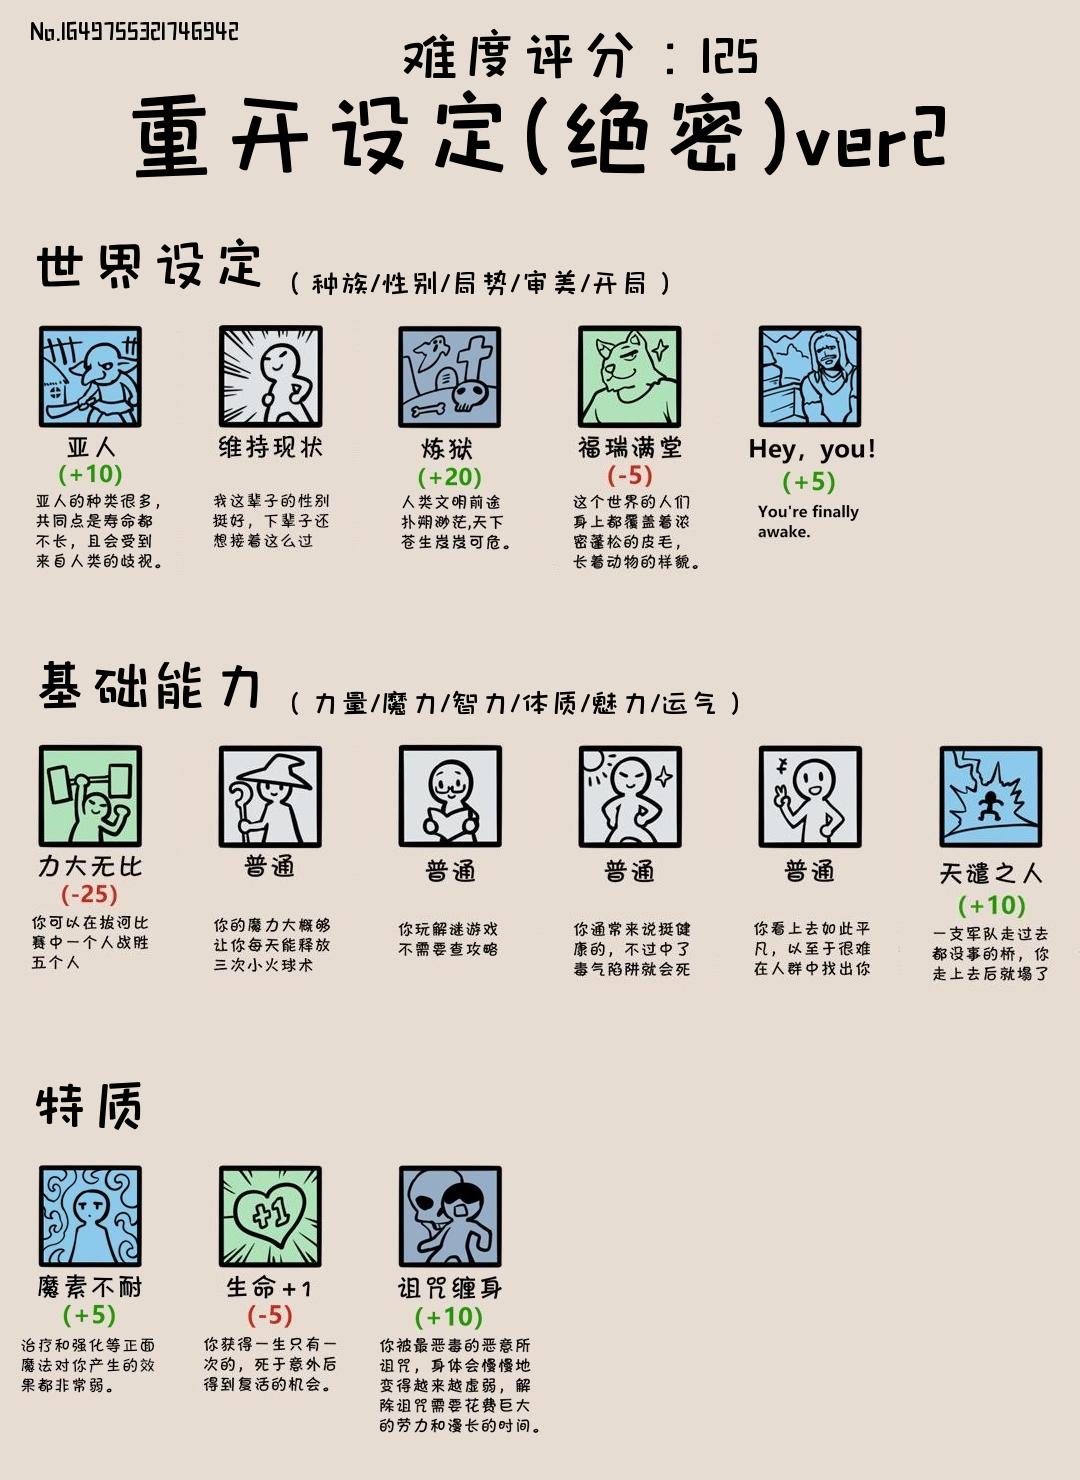 No.1649755321746942
难度评分：125
重开设定(绝密)ver2
世界设定 （种族/性别/局势/审美/开局）
亚人
(+10)
亚人的种类很多，
共同点是寿命都
不长，且会受到
来自人类的歧视。
维持现状
我这辈子的性别
挺好，下辈子还
想接着这么过
炼狱
(+20)
人类文明前途
扑朔渺茫,天下
苍生岌岌可危。
福瑞满堂
(-5)
这个世界的人们
身上都覆盖着浓
密蓬松的皮毛，
长着动物的样貌。
Hey, you!
(+5)
You're finally
awake.
基础能力 （力量/魔力/智力/体质/魅力/运气）
力大无比
(-25)
你可以在拔河比
赛中一个人战胜
五个人
普通
你的魔力大概够
让你每天能释放
三次小火球术
普通
你玩解谜游戏
不需要查攻略
普通
你通常来说挺健
康的，不过中了
毒气陷阱就会死
普通
你看上去如此平
凡，以至于很难
在人群中找出你
天谴之人
(+10)
一支军队走过去
都没事的桥，你
走上去后就塌了
特质
魔素不耐
(+5)
治疗和强化等正面
魔法对你产生的效
果都非常弱。
+1
生命+1
(-5)
你获得一生只有一
次的，死于意外后
得到复活的机会。
诅咒缠身
(+10)
你被最恶毒的恶意所
诅咒，身体会慢慢地
变得越来越虚弱，解
除诅咒需要花费巨大
的劳力和漫长的时间。